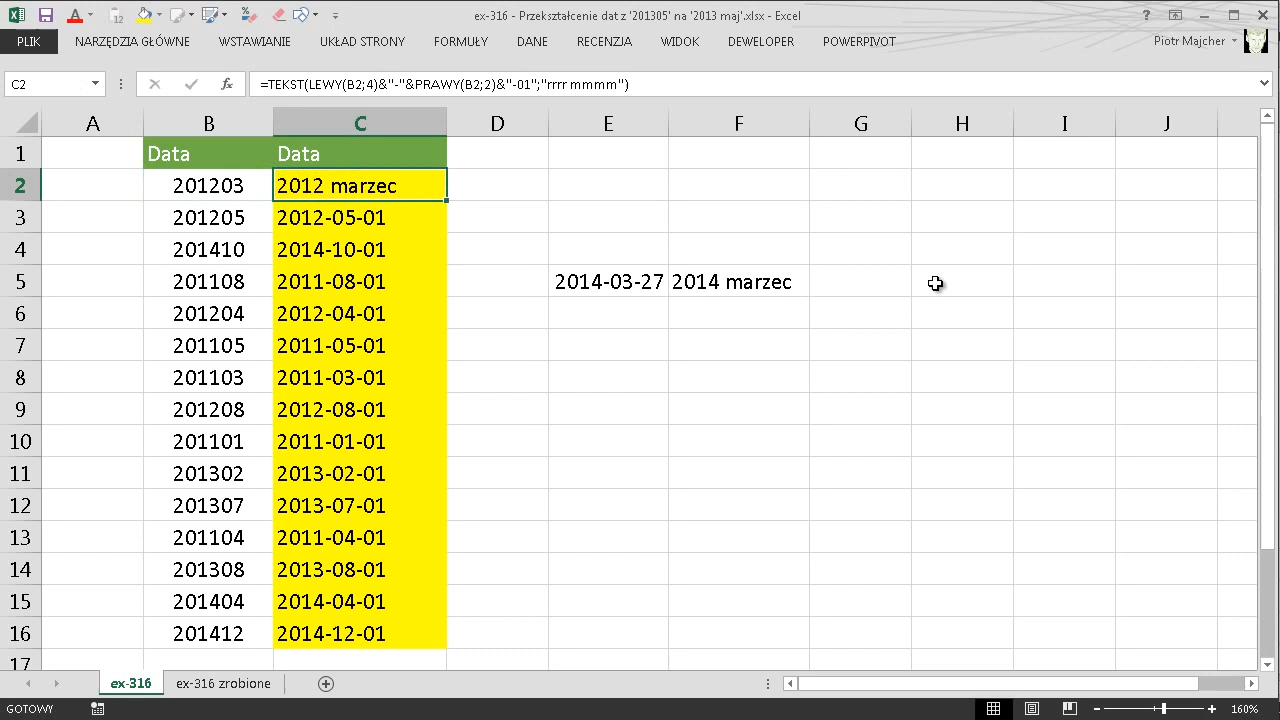 ex-316 - Przekształcenie dat z '201305' na '2013 maj'.xlsx - Excel
PLIK NARZĘDZIA GŁÓWNE WSTAWIANIE UKŁAD STRONY FORMUŁY DANE RECENZJA WIDOK DEWELOPER POWERPIVOT Piotr Majcher
C2 fx =TEKST(LEWY(B2;4)&"-"&PRAWY(B2;2)&"-01";"rrrr mmmm")
A B C D E F G H I J
1 Data Data
2 201203 2012 marzec
3 201205 2012-05-01
4 201410 2014-10-01
5 201108 2011-08-01 2014-03-27 2014 marzec
6 201204 2012-04-01
7 201105 2011-05-01
8 201103 2011-03-01
9 201208 2012-08-01
10 201101 2011-01-01
11 201302 2013-02-01
12 201307 2013-07-01
13 201104 2011-04-01
14 201308 2013-08-01
15 201404 2014-04-01
16 201412 2014-12-01
17
ex-316 ex-316 zrobione
GOTOWY 160%